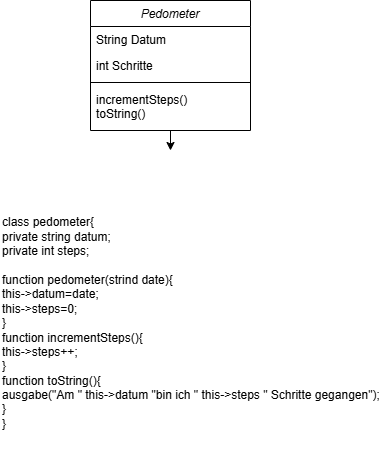 Pedometer
String Datum
int Schritte
incrementSteps()
toString()
class pedometer{
private string datum;
private int steps;
function pedometer(strind date){
this->datum=date;
this->steps=0;
}
function incrementSteps(){
this->steps++;
}
function toString(){
ausgabe("Am " this->datum "bin ich " this->steps " Schritte gegangen");
}
}